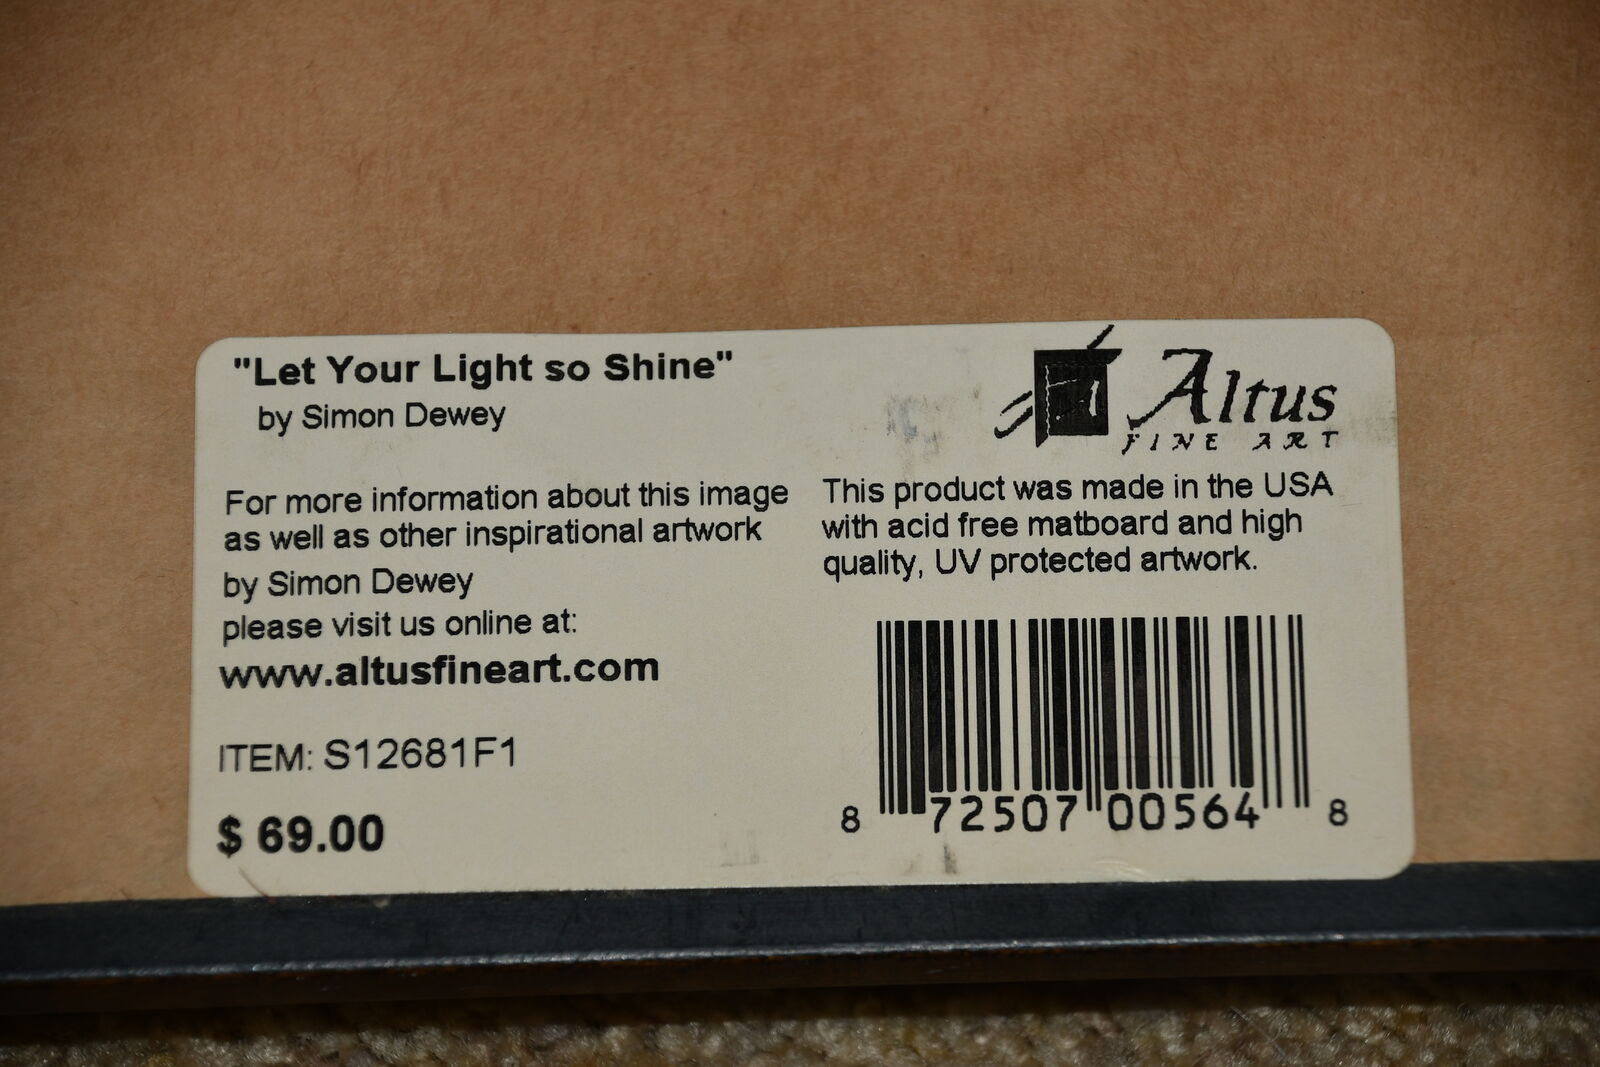 "Let Your Light so Shine"
by Simon Dewey
Altus
FINE ART
For more information about this image
as well as other inspirational artwork
by Simon Dewey
please visit us online at:
www.altusfineart.com
ITEM: S12681F1
$ 69.00
This product was made in the USA
with acid free matboard and high
quality, UV protected artwork.
8 72507 00564 8